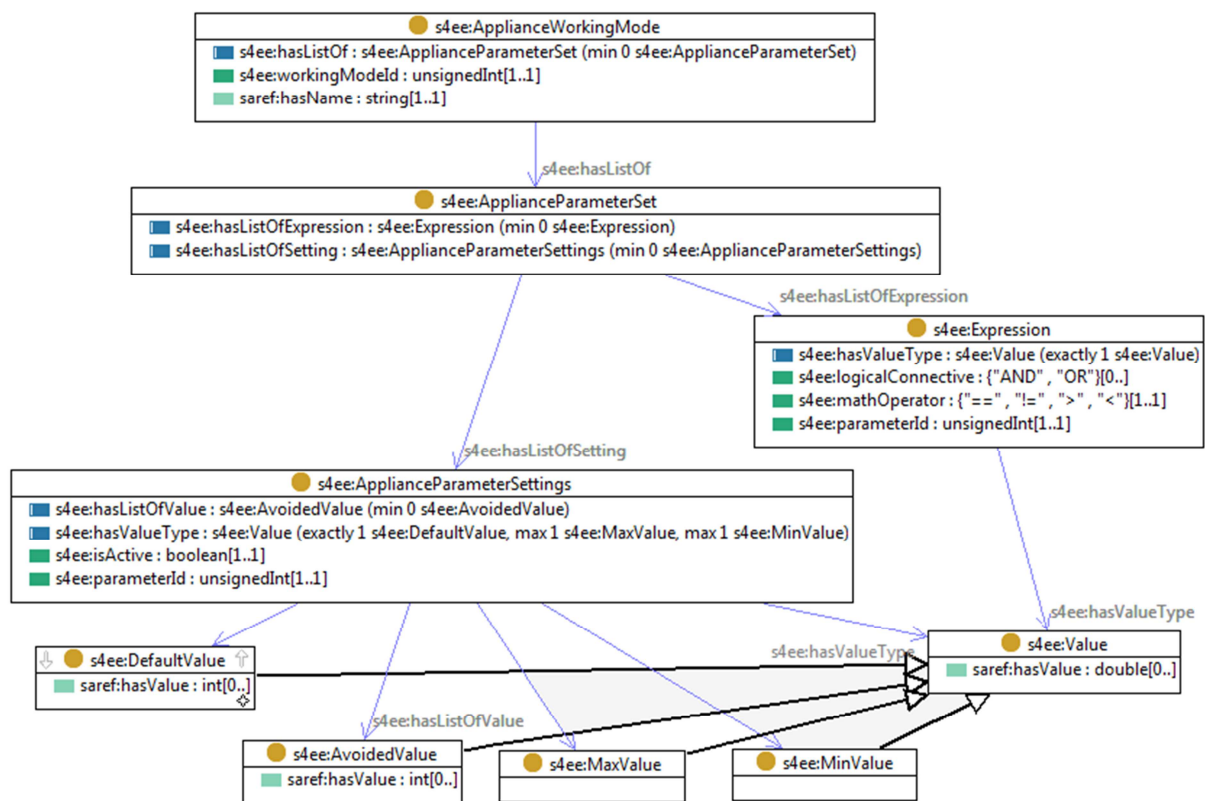 s4ee:ApplianceWorkingMode
s4ee:hasListOf : s4ee:ApplianceParameterSet (min 0 s4ee:ApplianceParameterSet)
s4ee:workingModeId : unsignedInt[1..1]
saref:hasName : string[1..1]
s4ee:hasListOf
s4ee:ApplianceParameterSet
s4ee:hasListOfExpression : s4ee:Expression (min 0 s4ee:Expression)
s4ee:hasListOfSetting : s4ee:ApplianceParameterSettings (min 0 s4ee:ApplianceParameterSettings)
s4ee:hasListOfExpression
s4ee:Expression
s4ee:hasValueType : s4ee:Value (exactly 1 s4ee:Value)
s4ee:logicalConnective : {"AND" , "OR"}[0..]
s4ee:mathOperator : {"==" , "!=" , ">" , "<"}[1..1]
s4ee:parameterId : unsignedInt[1..1]
s4ee:hasListOfSetting
s4ee:ApplianceParameterSettings
s4ee:hasListOfValue : s4ee:AvoidedValue (min 0 s4ee:AvoidedValue)
s4ee:hasValueType : s4ee:Value (exactly 1 s4ee:DefaultValue, max 1 s4ee:MaxValue, max 1 s4ee:MinValue)
s4ee:isActive : boolean[1..1]
s4ee:parameterId : unsignedInt[1..1]
s4ee:hasValueType
s4ee:DefaultValue
saref:hasValue : int[0..]
s4ee:hasValueType
s4ee:Value
saref:hasValue : double[0..]
s4ee:hasListOfValue
s4ee:AvoidedValue
saref:hasValue : int[0..]
s4ee:MaxValue
s4ee:MinValue